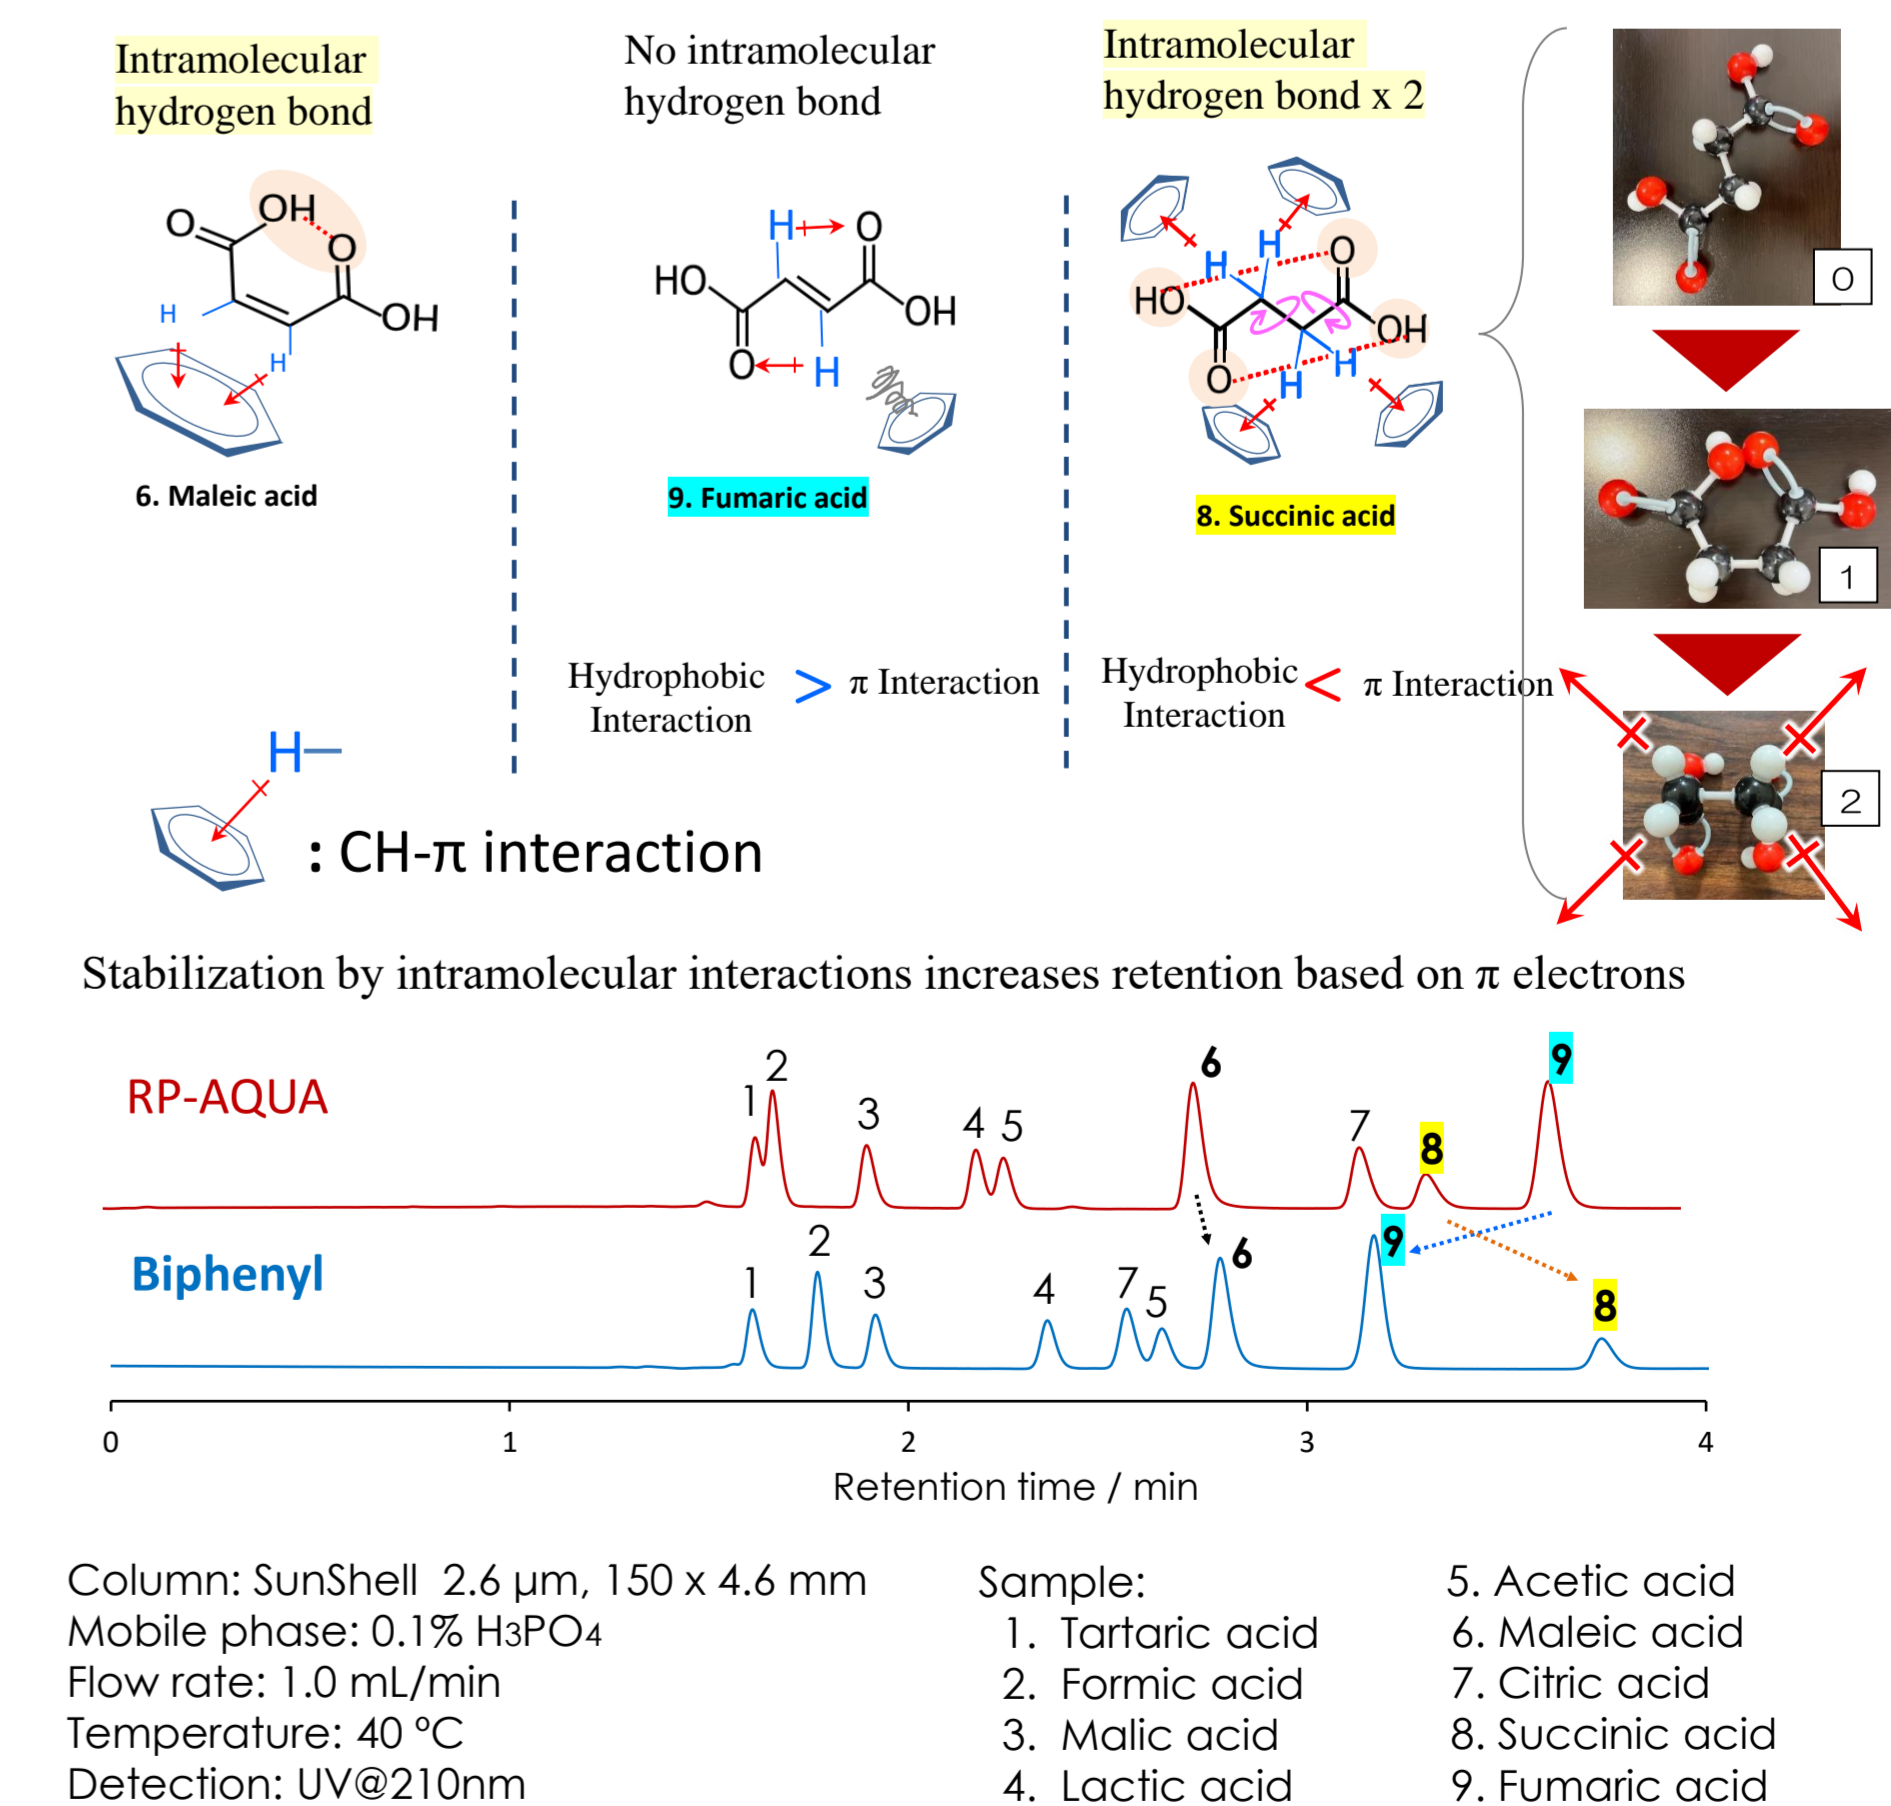 Intramolecular
hydrogen bond
No intramolecular
hydrogen bond
Intramolecular
hydrogen bond x 2
O
OH
O
OH
H
H
6. Maleic acid
H
O
HO
OH
O
H
9. Fumaric acid
H
H
O
HO
OH
O
H
H
8. Succinic acid
0
1
2
Hydrophobic
Interaction
>
π Interaction
Hydrophobic
Interaction
<
π Interaction
H
: CH-π interaction
Stabilization by intramolecular interactions increases retention based on π electrons
RP-AQUA
1
2
3
4
5
6
7
8
9
Biphenyl
1
2
3
4
7
5
6
9
8
0
1
2
3
4
Retention time / min
Column: SunShell 2.6 µm, 150 x 4.6 mm
Mobile phase: 0.1% H3PO4
Flow rate: 1.0 mL/min
Temperature: 40 ºC
Detection: UV@210nm
Sample:
1. Tartaric acid
2. Formic acid
3. Malic acid
4. Lactic acid
5. Acetic acid
6. Maleic acid
7. Citric acid
8. Succinic acid
9. Fumaric acid